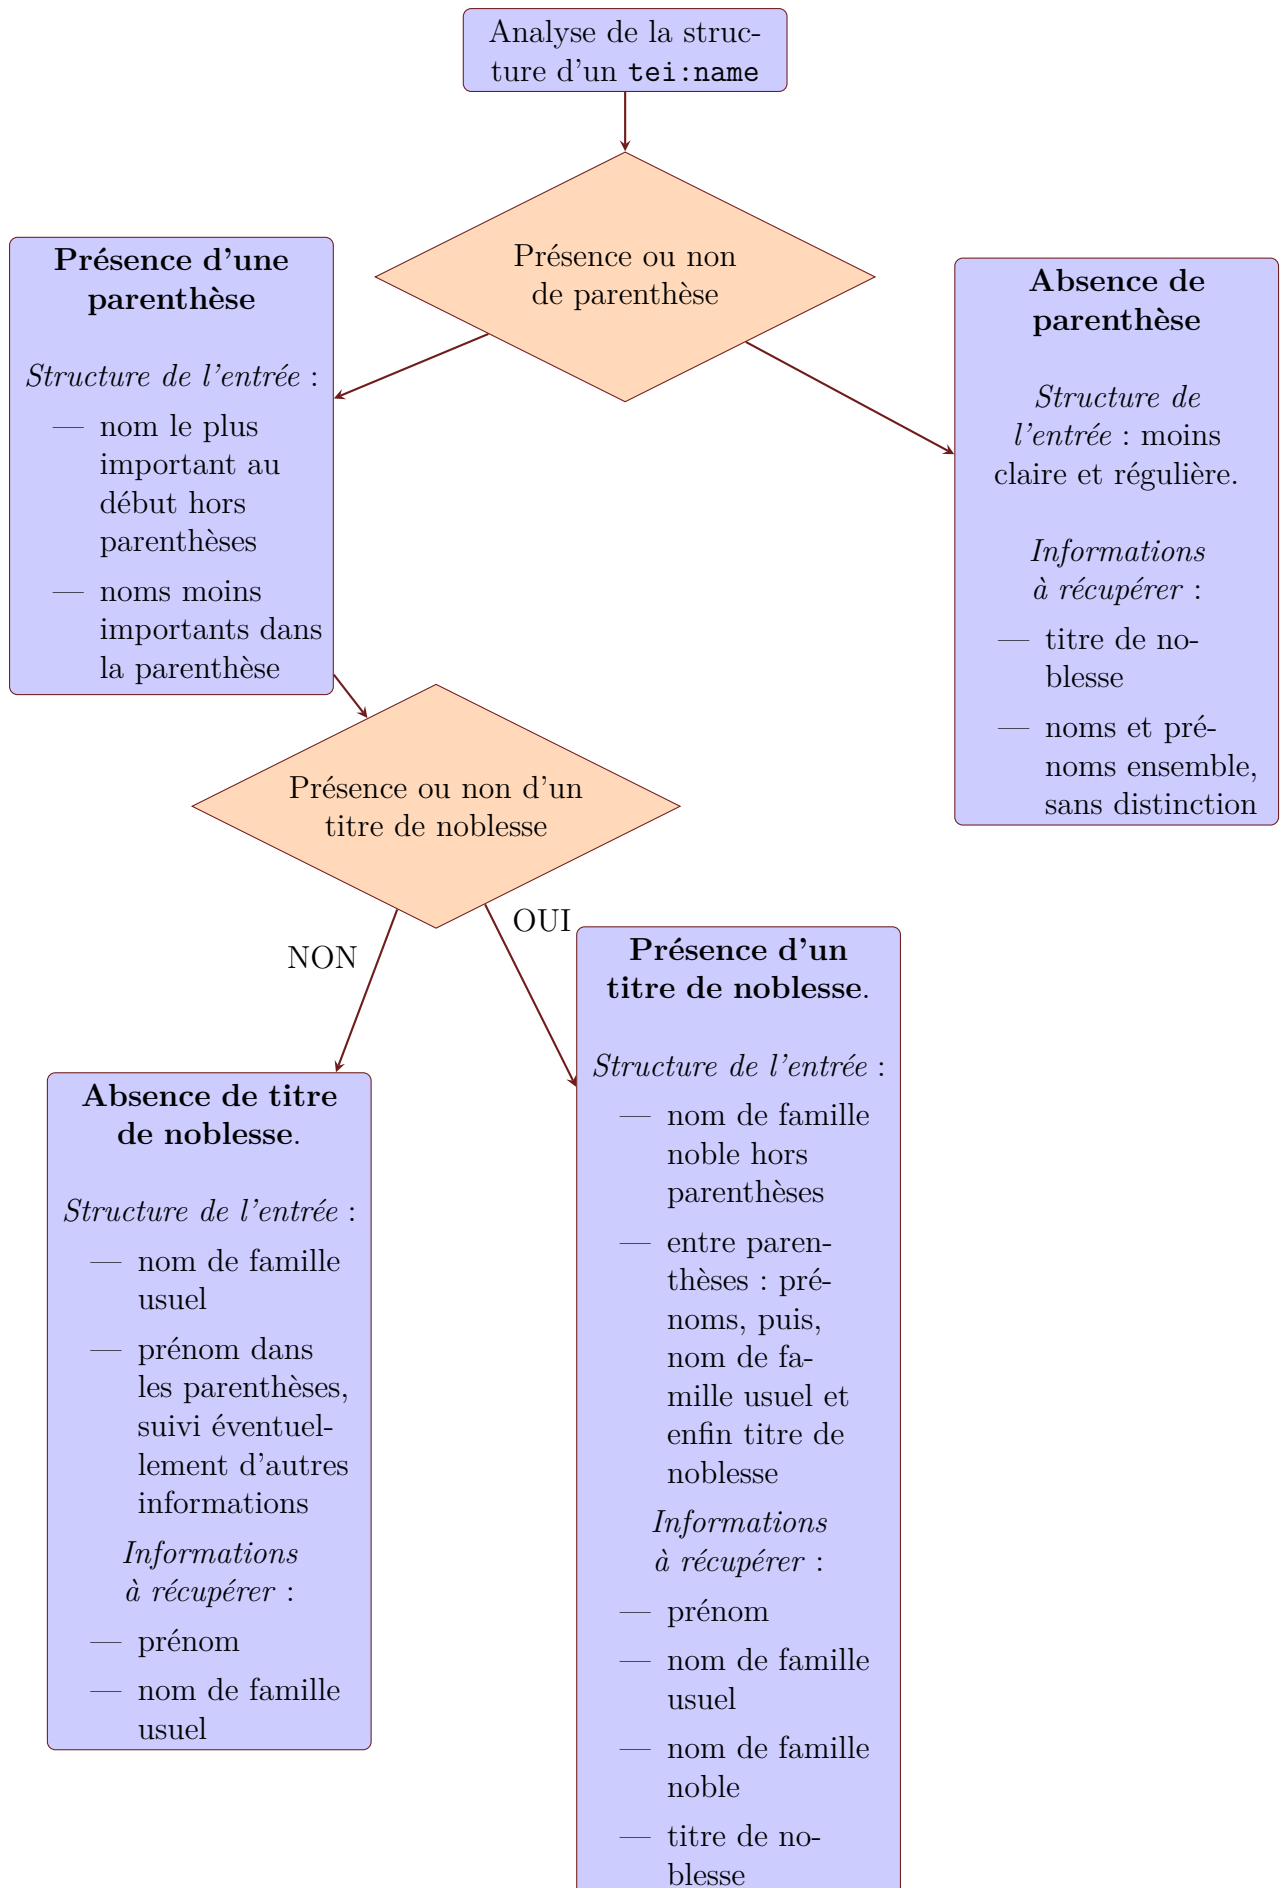 Analyse de la struc-
ture d'un tei:name
Présence ou non
de parenthèse
Présence d'une
parenthèse
Structure de l'entrée :
— nom le plus
important au
début hors
parenthèses
— noms moins
importants dans
la parenthèse
Absence de
parenthèse
Structure de
l'entrée : moins
claire et régulière.
Informations
à récupérer :
— titre de no-
blesse
— noms et pré-
noms ensemble,
sans distinction
Présence ou non d'un
titre de noblesse
NON
OUI
Absence de titre
de noblesse.
Structure de l'entrée :
— nom de famille
usuel
— prénom dans
les parenthèses,
suivi éventuel-
lement d'autres
informations
Informations
à récupérer :
— prénom
— nom de famille
usuel
Présence d'un
titre de noblesse.
Structure de l'entrée :
— nom de famille
noble hors
parenthèses
— entre paren-
thèses : pré-
noms, puis,
nom de fa-
mille usuel et
enfin titre de
noblesse
Informations
à récupérer :
— prénom
— nom de famille
usuel
— nom de famille
noble
— titre de no-
blesse